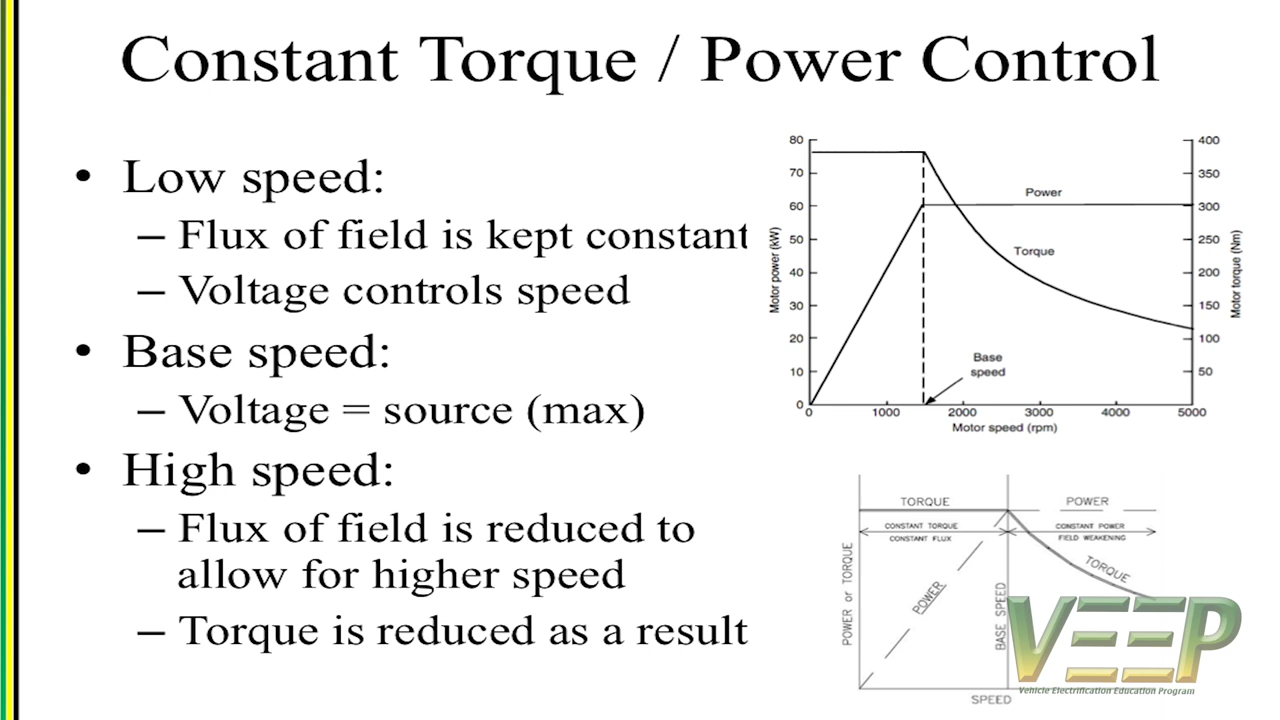 Constant Torque / Power Control
• Low speed:
– Flux of field is kept constant
– Voltage controls speed
• Base speed:
– Voltage = source (max)
• High speed:
– Flux of field is reduced to
allow for higher speed
– Torque is reduced as a result
80
70
60
50
40
30
20
10
0
Motor power (kW)
400
350
300
250
200
150
100
50
Motor torque (Nm)
Power
Torque
Base
speed
0 1000 2000 3000 4000 5000
Motor speed (rpm)
TORQUE POWER
CONSTANT TORQUE CONSTANT POWER
CONSTANT FLUX FIELD WEAKENING
TORQUE
POWER
POWER or TORQUE
BASE SPEED
SPEED
VEEP
Vehicle Electrification Education Program